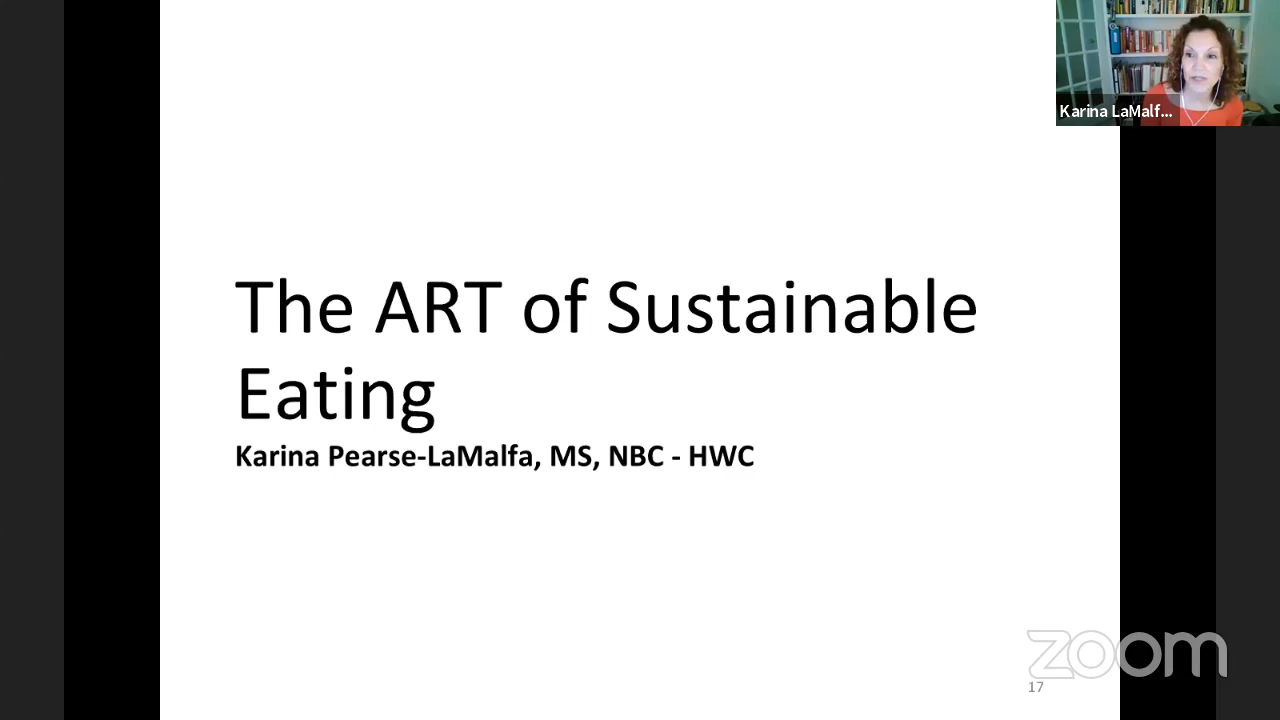 Karina LaMalf...
The ART of Sustainable
Eating
Karina Pearse-LaMalfa, MS, NBC - HWC
zoom
17